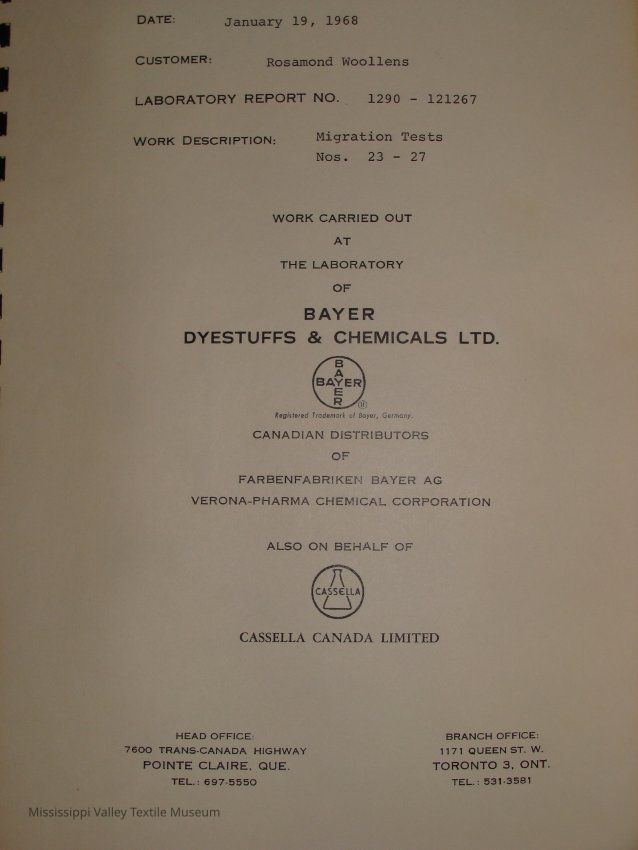 DATE: January 19, 1968
CUSTOMER: Rosamond Woollens
LABORATORY REPORT NO. 1290 - 121267
WORK DESCRIPTION: Migration Tests
Nos. 23 - 27
WORK CARRIED OUT
AT
THE LABORATORY
OF
BAYER
DYESTUFFS & CHEMICALS LTD.
BAYER
BAYER
®
Registered Trademark of Bayer, Germany.
CANADIAN DISTRIBUTORS
OF
FARBENFABRIKEN BAYER AG
VERONA-PHARMA CHEMICAL CORPORATION
ALSO ON BEHALF OF
CASSELLA
CASSELLA CANADA LIMITED
HEAD OFFICE:
7600 TRANS-CANADA HIGHWAY
POINTE CLAIRE, QUE.
TEL.: 697-5550
BRANCH OFFICE:
1171 QUEEN ST. W.
TORONTO 3, ONT.
TEL.: 531-3581
Mississippi Valley Textile Museum